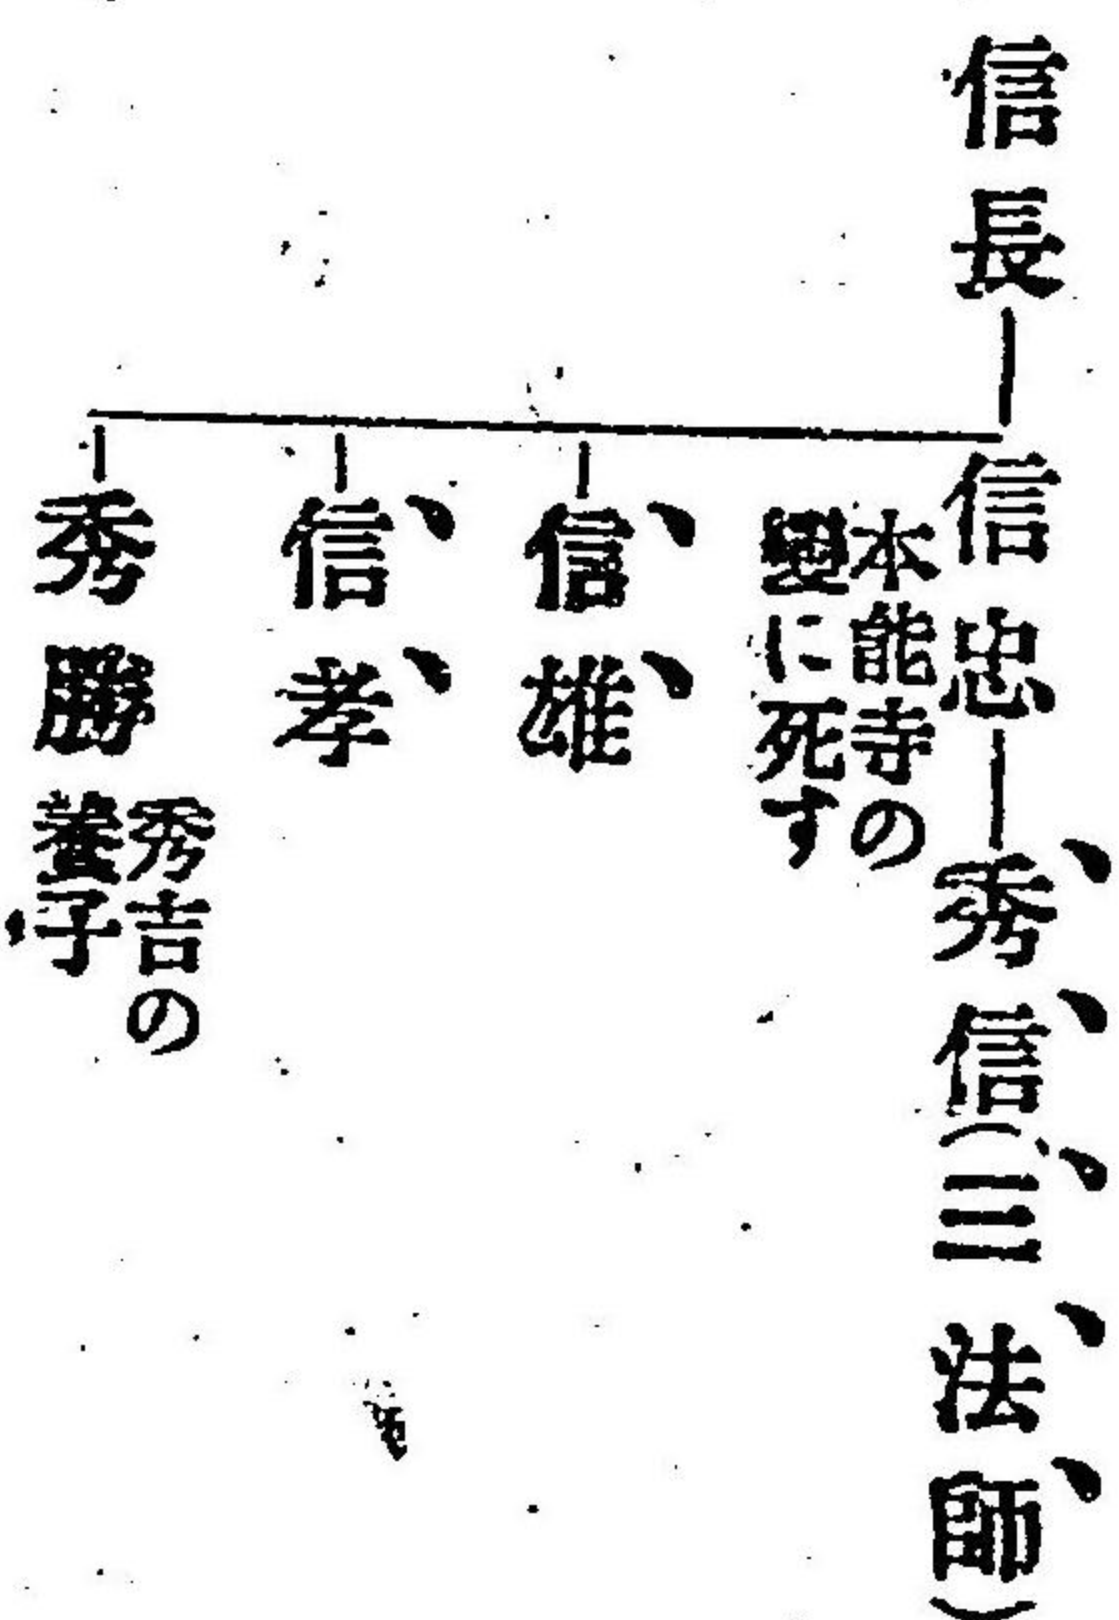 信長
信忠
本能寺の
變に死す
秀信(三法師)
信雄
信孝
秀勝
秀吉の
養子